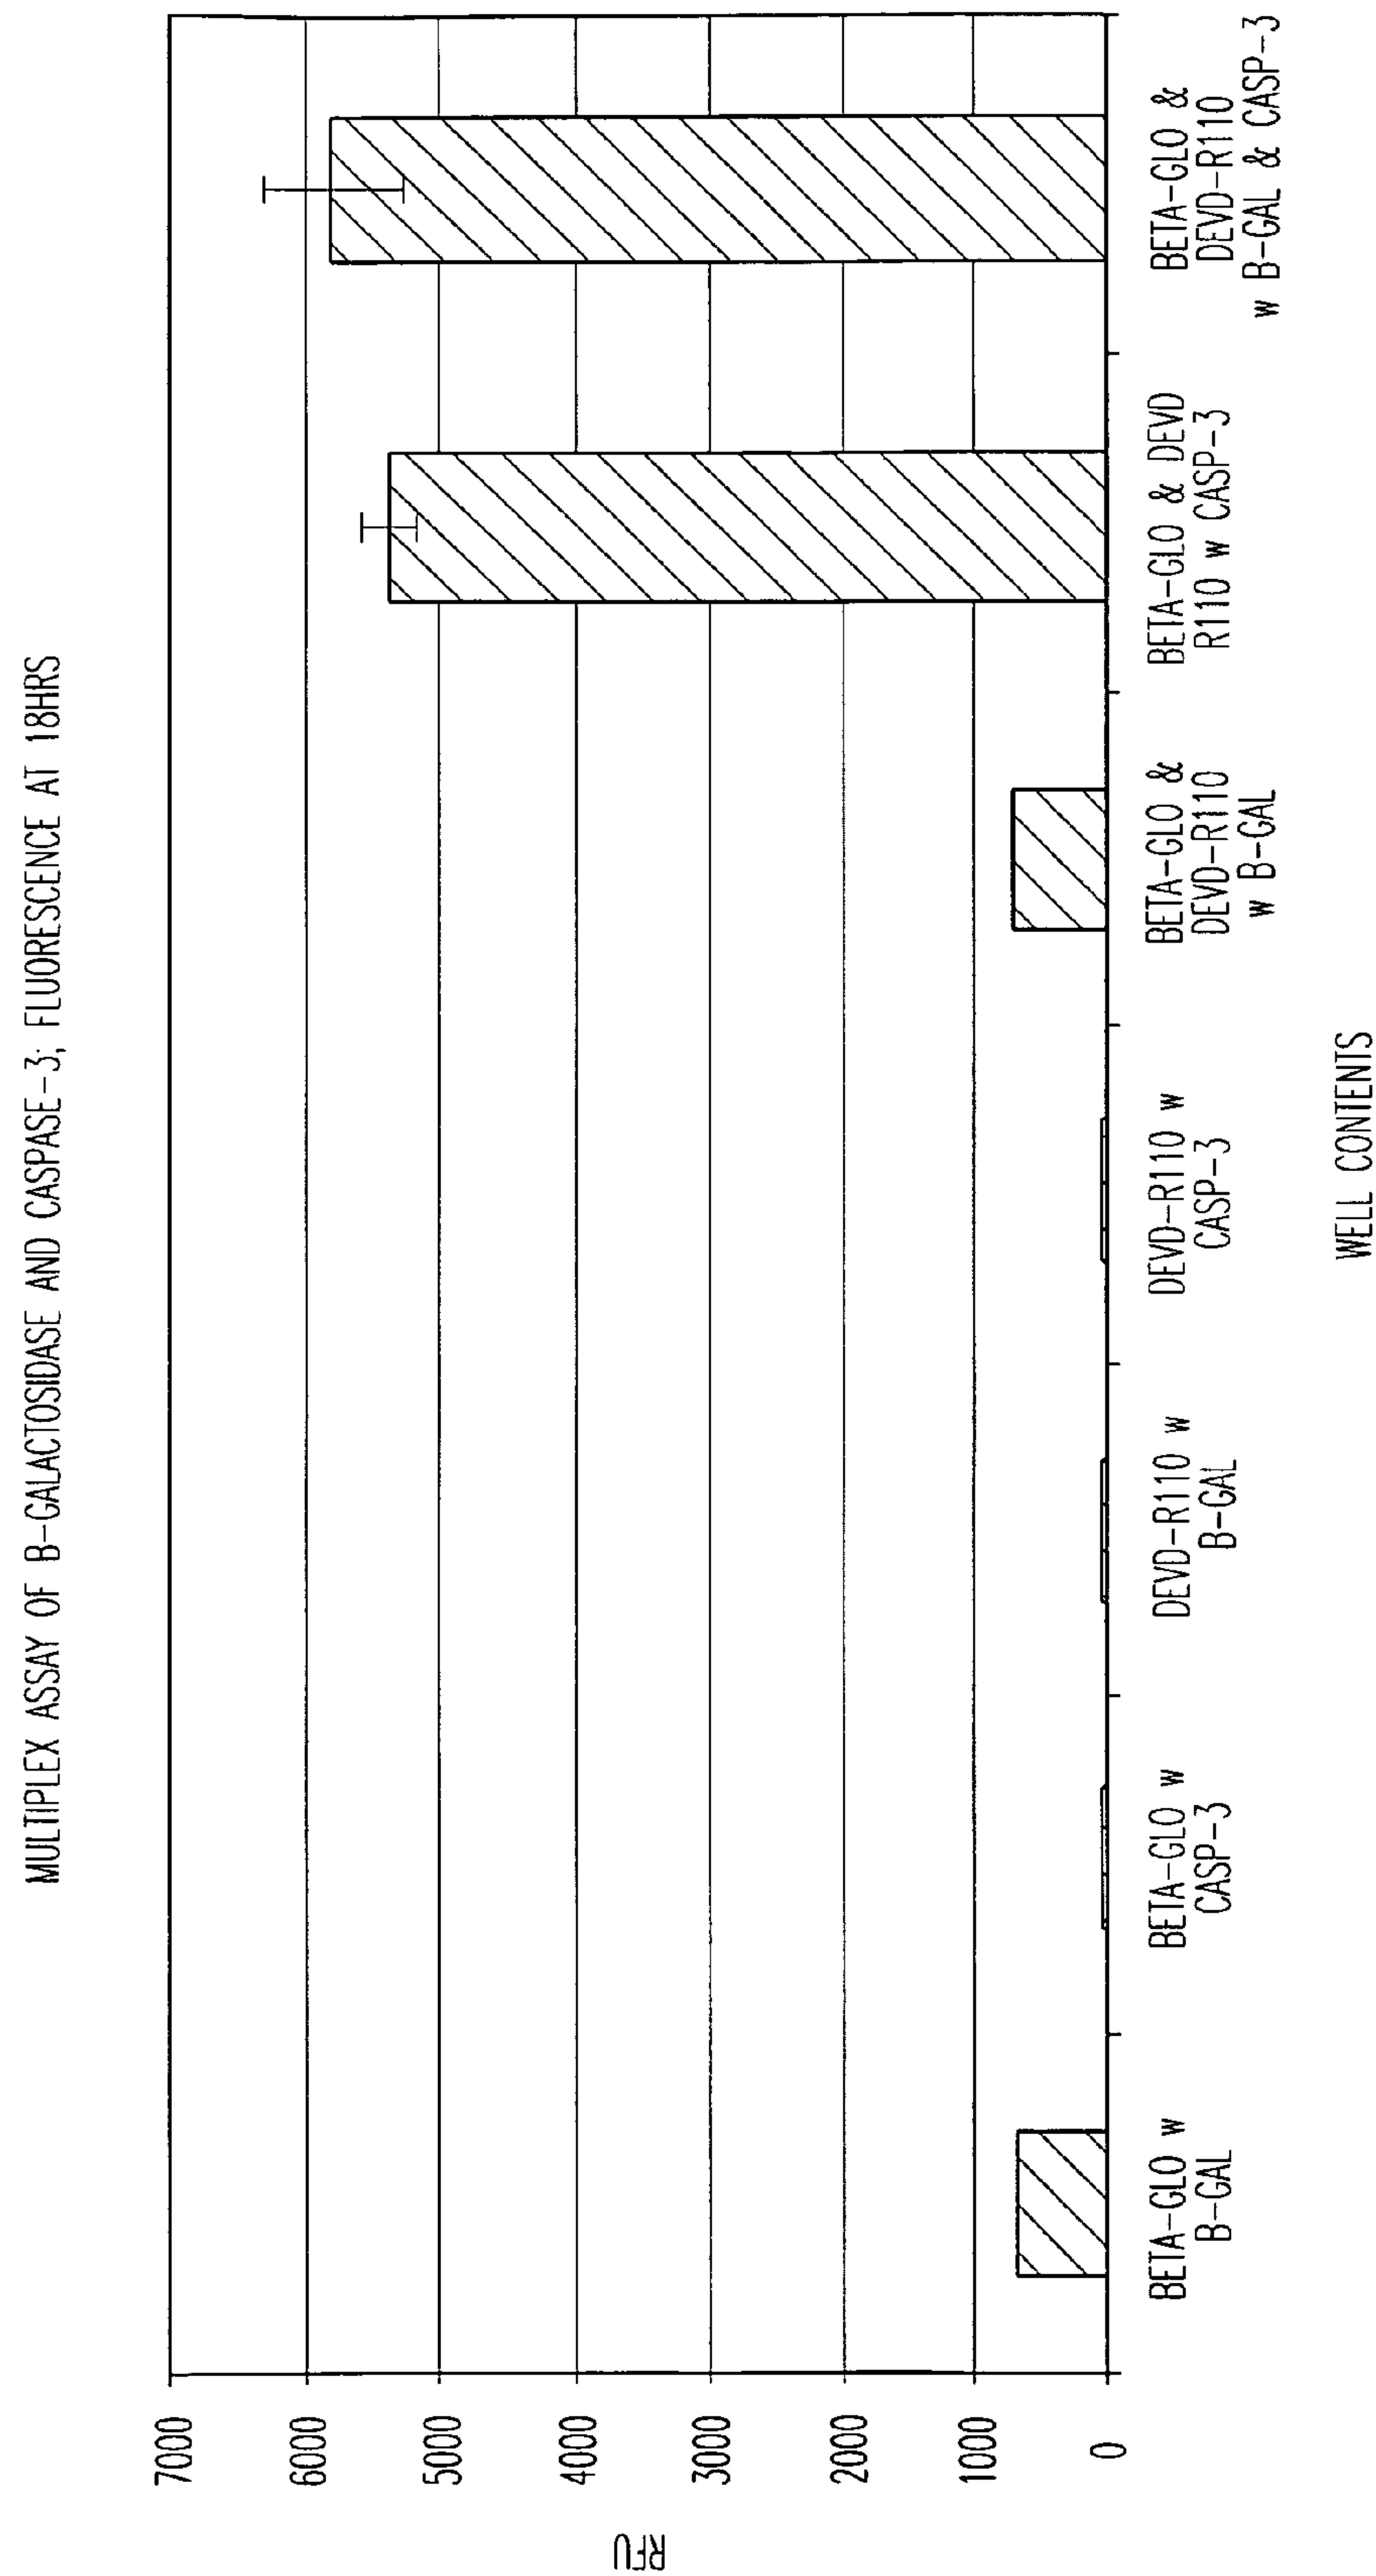 MULTIPLEX ASSAY OF B-GALACTOSIDASE AND CASPASE-3; FLUORESCENCE AT 18HRS
RFU
7000
6000
5000
4000
3000
2000
1000
0
BETA-GLO w
B-GAL
BETA-GLO w
CASP-3
DEVD-R110 w
B-GAL
DEVD-R110 w
CASP-3
BETA-GLO &
DEVD-R110
w B-GAL
BETA-GLO & DEVD
R110 w CASP-3
BETA-GLO &
DEVD-R110
w B-GAL & CASP-3
WELL CONTENTS